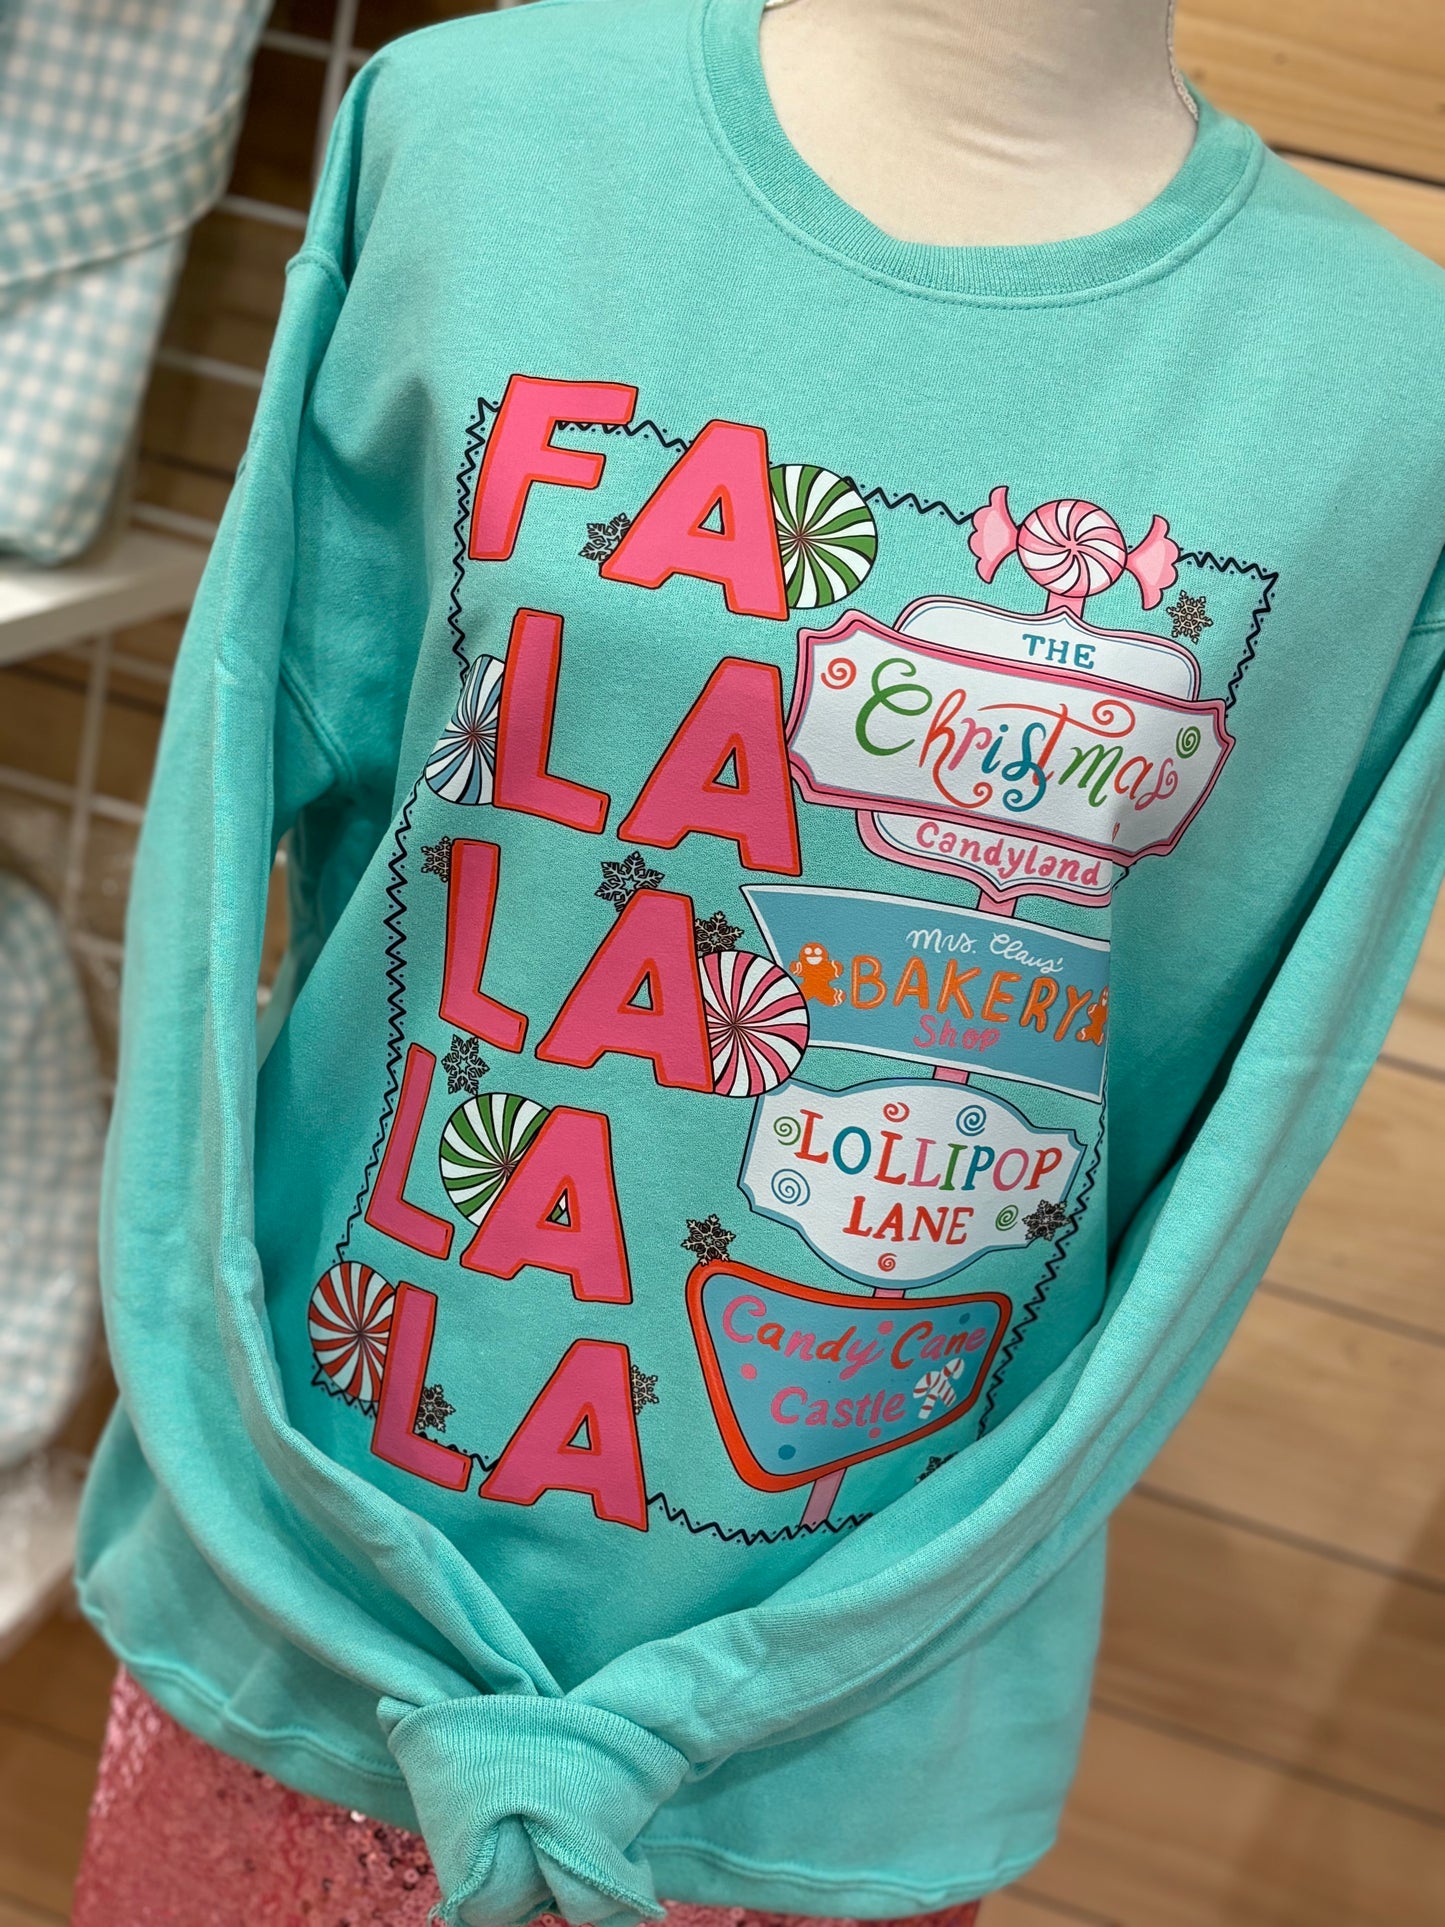 FA
LA
LA
LA
LA
THE
Christmas
Candyland
Mrs. Claus'
BAKERY
Shop
LOLLIPOP
LANE
Candy Cane
Castle